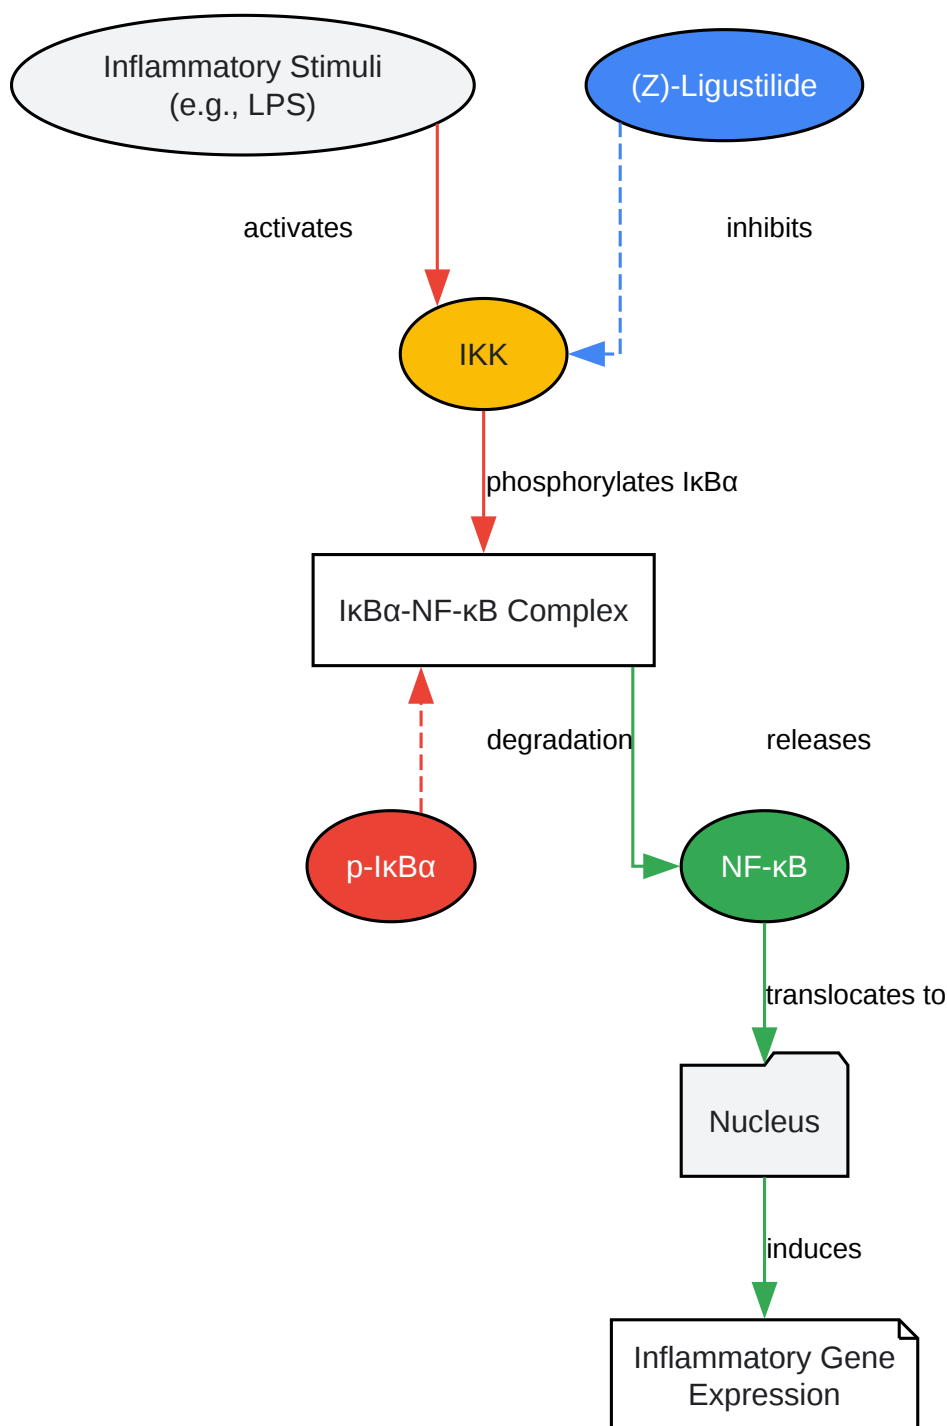 Inflammatory Stimuli
(e.g., LPS)
(Z)-Ligustilide
activates
inhibits
IKK
phosphorylates IκBα
IκBα-NF-κB Complex
degradation
releases
p-IκBα
NF-κB
translocates to
Nucleus
induces
Inflammatory Gene
Expression